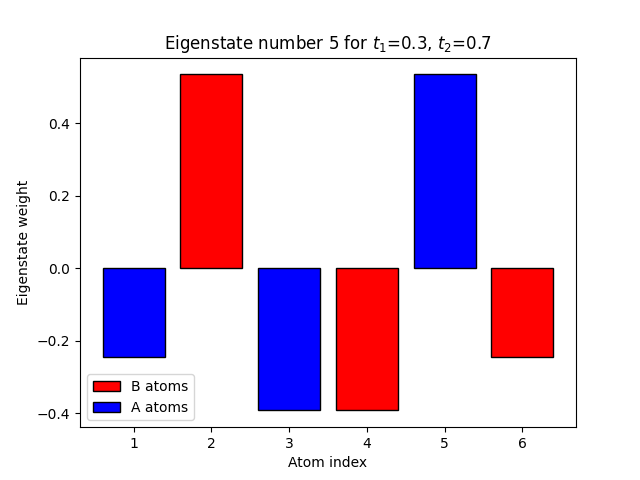 Eigenstate number 5 for t₁=0.3, t₂=0.7
Eigenstate weight
0.4
0.2
0.0
−0.2
−0.4
B atoms
A atoms
1 2 3 4 5 6
Atom index